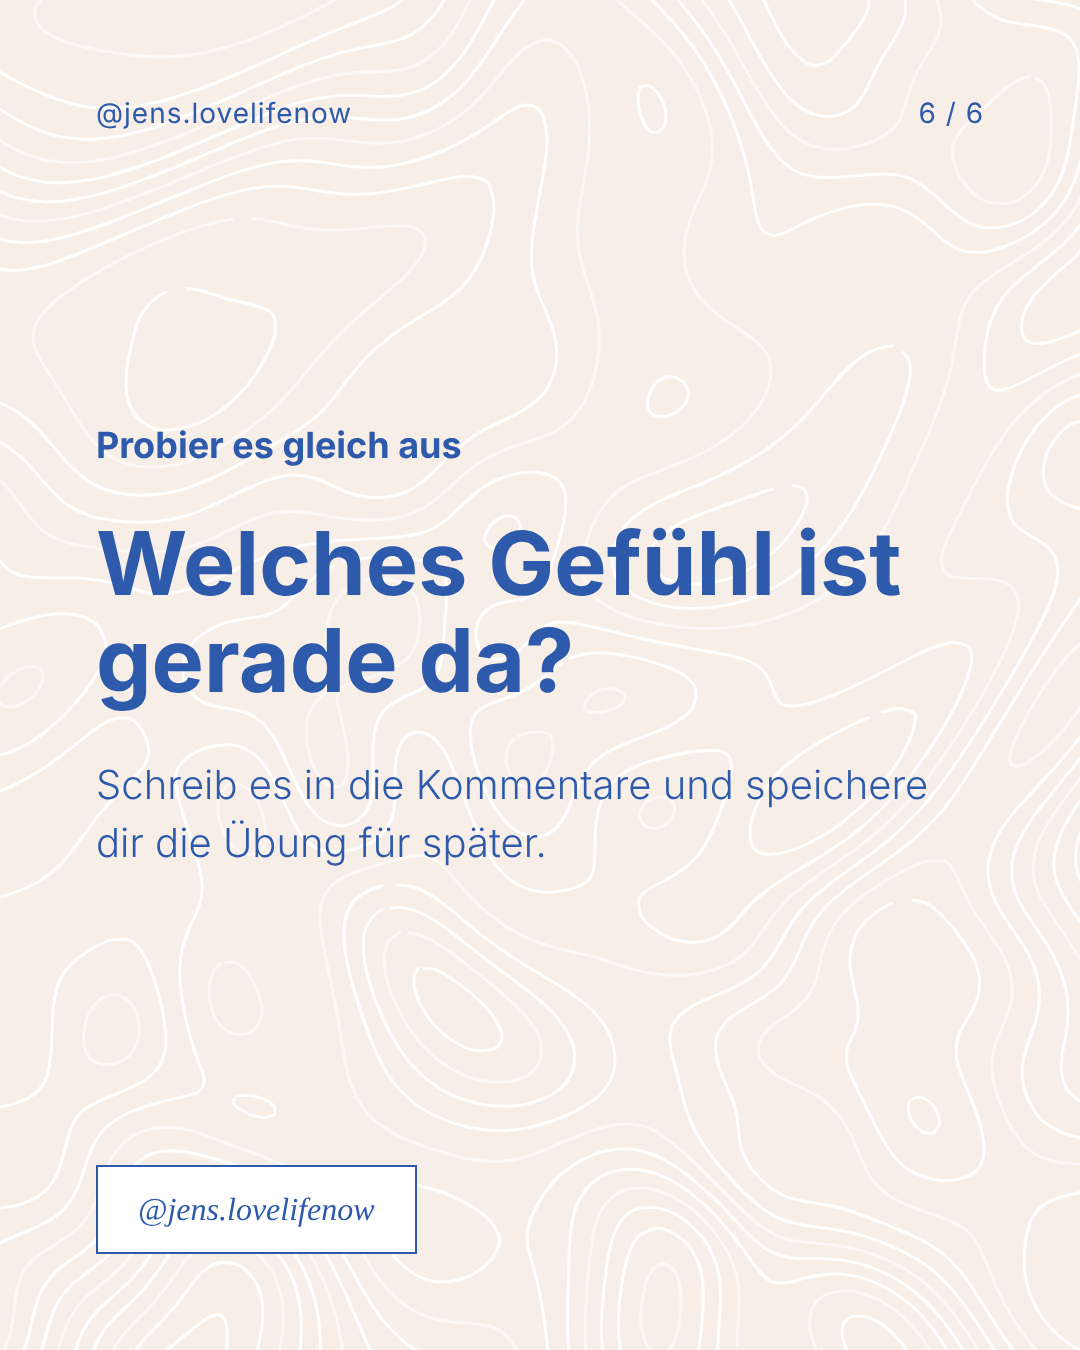 @jens.lovelifenow
6 / 6
Probier es gleich aus
Welches Gefühl ist
gerade da?
Schreib es in die Kommentare und speichere
dir die Übung für später.
@jens.lovelifenow